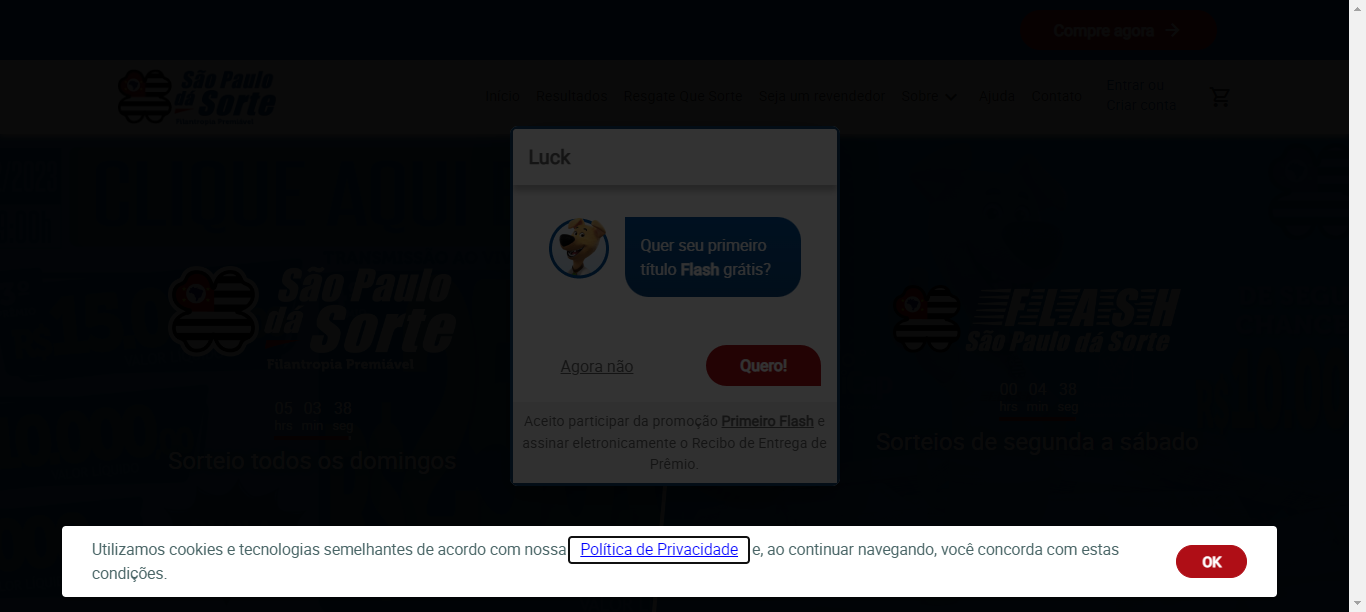 Compre agora
São Paulo
dá Sorte
Início Resultados Resgate Que Sorte Seja um revendedor Sobre Ajuda Contato
Entrar ou
Criar conta
Luck
CLIQUE AQUI
Quer seu primeiro
título Flash grátis?
São Paulo
dá Sorte
Filantropia Premiável
FLASH
São Paulo dá Sorte
Agora não
Quero!
05 03 38
hrs min seg
00 04 38
hrs min seg
Aceito participar da promoção Primeiro Flash e
assinar eletronicamente o Recibo de Entrega de
Prêmio.
Sorteio todos os domingos
Sorteios de segunda a sábado
Utilizamos cookies e tecnologias semelhantes de acordo com nossa Política de Privacidade e, ao continuar navegando, você concorda com estas
condições.
OK